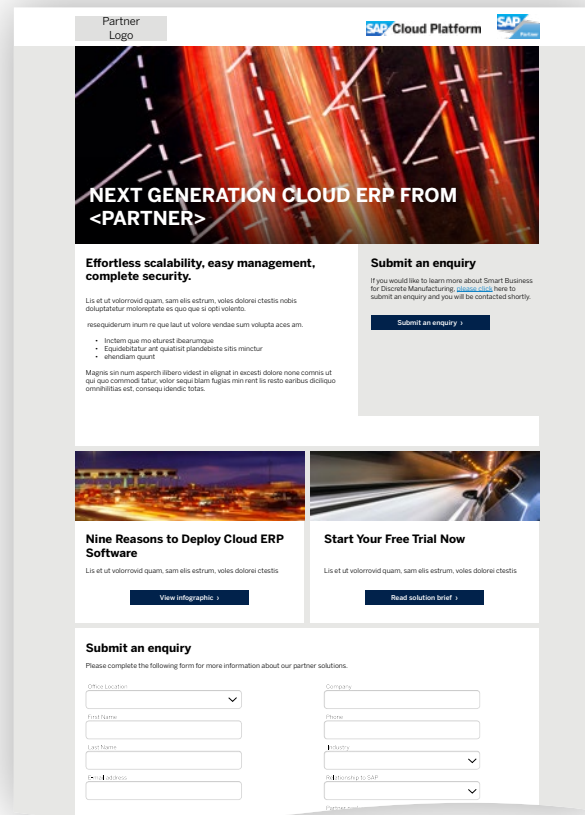 Partner
Logo
SAP Cloud Platform
SAP
Partner
NEXT GENERATION CLOUD ERP FROM
<PARTNER>
Effortless scalability, easy management,
complete security.
Lis et ut volorrovid quam, sam elis estrum, voles dolorei ctestis nobis
doluptatetur moloreptate es quo que si opti volento.
resequiderum inum re que laut ut volore vendae sum volupta aces am.
• Inctem que mo eturest ibearumque
• Equidebitatur ant quiatisit plandebiste sitis minctur
• ehendiam quunt
Magnis sin num asperch ilibero videst in elignat in excesti dolore none comnis ut
qui quo commodi tatur, volor sequi blam fugias min rent lis resto earibus diciliquo
omnihilitias est, consequ idendic totas.
Submit an enquiry
If you would like to learn more about Smart Business
for Discrete Manufacturing, please click here to
submit an enquiry and you will be contacted shortly.
Submit an enquiry ›
Nine Reasons to Deploy Cloud ERP
Software
Lis et ut volorrovid quam, sam elis estrum, voles dolorei ctestis
View infographic ›
Start Your Free Trial Now
Lis et ut volorrovid quam, sam elis estrum, voles dolorei ctestis
Read solution brief ›
Submit an enquiry
Please complete the following form for more information about our partner solutions.
Office Location
Company
First Name
Phone
Last Name
Industry
E-mail address
Relationship to SAP
Partner